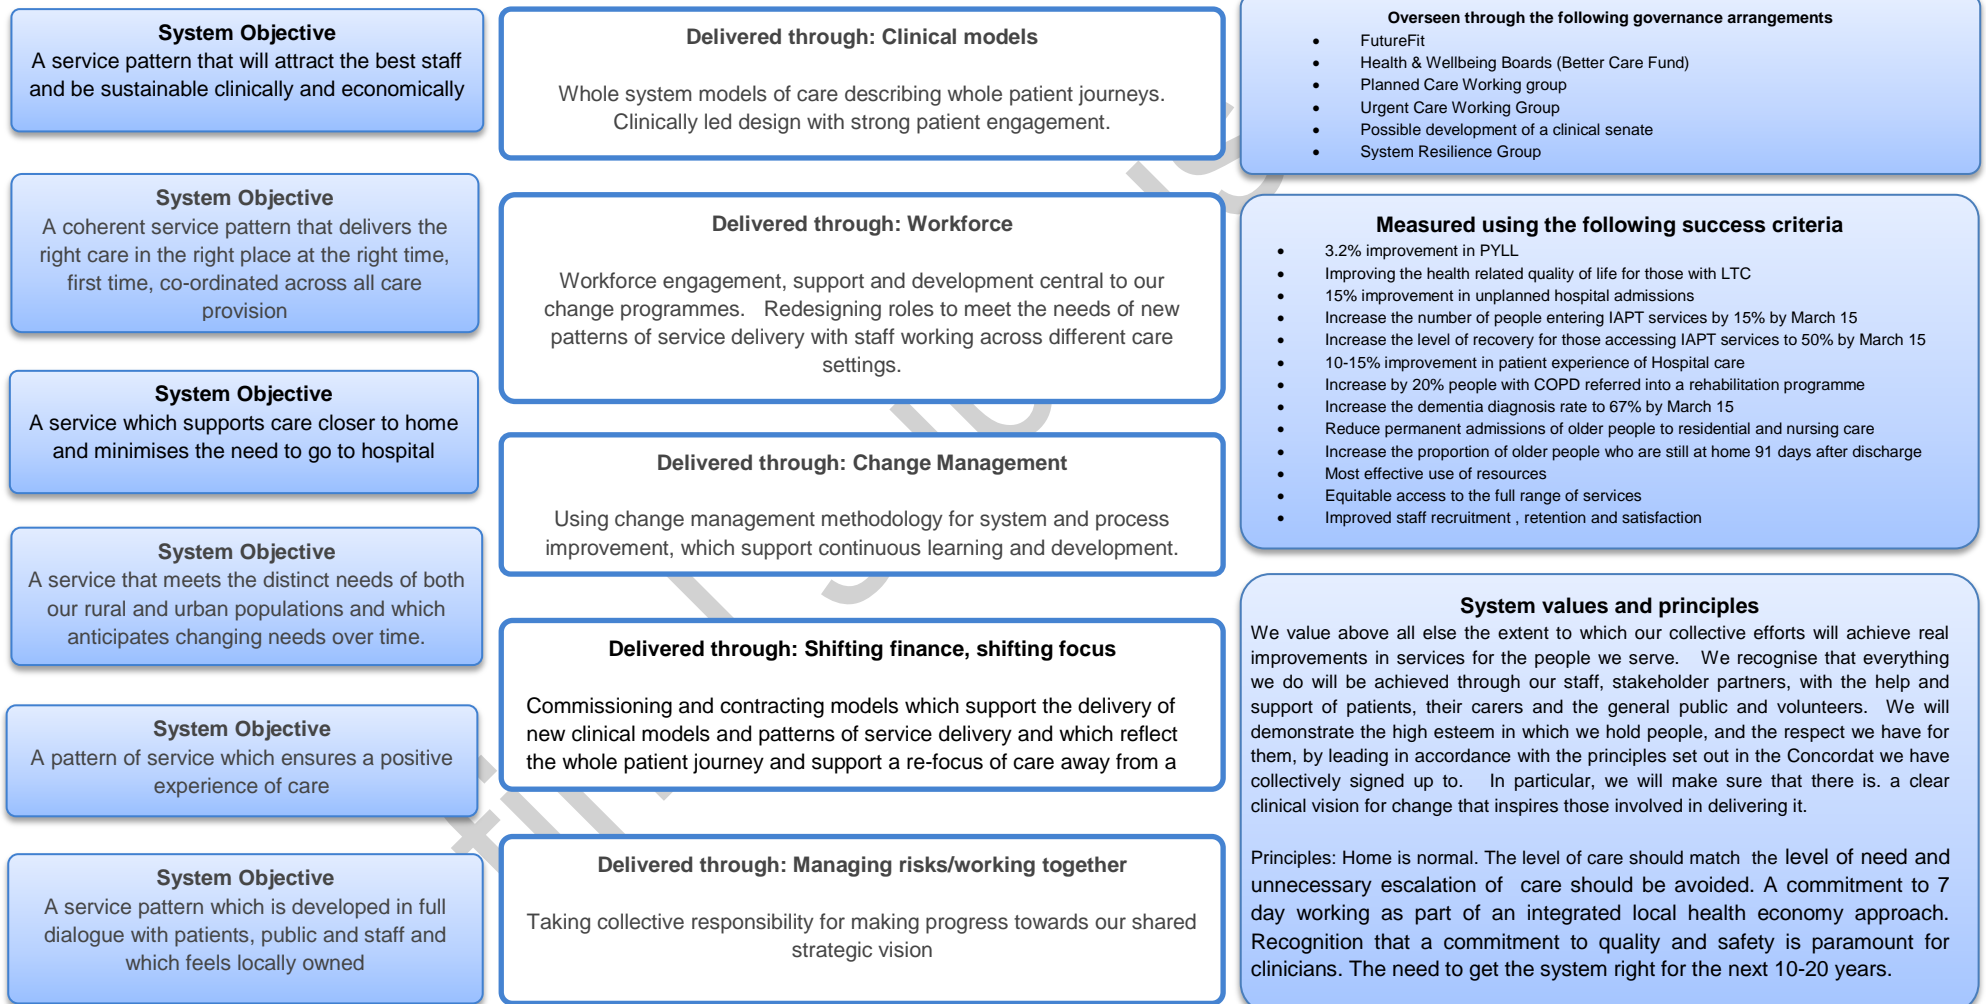 System Objective
A service pattern that will attract the best staff
and be sustainable clinically and economically
System Objective
A coherent service pattern that delivers the
right care in the right place at the right time,
first time, co-ordinated across all care
provision
System Objective
A service which supports care closer to home
and minimises the need to go to hospital
System Objective
A service that meets the distinct needs of both
our rural and urban populations and which
anticipates changing needs over time.
System Objective
A pattern of service which ensures a positive
experience of care
System Objective
A service pattern which is developed in full
dialogue with patients, public and staff and
which feels locally owned
Delivered through: Clinical models
Whole system models of care describing whole patient journeys.
Clinically led design with strong patient engagement.
Delivered through: Workforce
Workforce engagement, support and development central to our
change programmes. Redesigning roles to meet the needs of new
patterns of service delivery with staff working across different care
settings.
Delivered through: Change Management
Using change management methodology for system and process
improvement, which support continuous learning and development.
Delivered through: Shifting finance, shifting focus
Commissioning and contracting models which support the delivery of
new clinical models and patterns of service delivery and which reflect
the whole patient journey and support a re-focus of care away from a
Delivered through: Managing risks/working together
Taking collective responsibility for making progress towards our shared
strategic vision
Overseen through the following governance arrangements
• FutureFit
• Health & Wellbeing Boards (Better Care Fund)
• Planned Care Working group
• Urgent Care Working Group
• Possible development of a clinical senate
• System Resilience Group
Measured using the following success criteria
• 3.2% improvement in PYLL
• Improving the health related quality of life for those with LTC
• 15% improvement in unplanned hospital admissions
• Increase the number of people entering IAPT services by 15% by March 15
• Increase the level of recovery for those accessing IAPT services to 50% by March 15
• 10-15% improvement in patient experience of Hospital care
• Increase by 20% people with COPD referred into a rehabilitation programme
• Increase the dementia diagnosis rate to 67% by March 15
• Reduce permanent admissions of older people to residential and nursing care
• Increase the proportion of older people who are still at home 91 days after discharge
• Most effective use of resources
• Equitable access to the full range of services
• Improved staff recruitment , retention and satisfaction
System values and principles
We value above all else the extent to which our collective efforts will achieve real
improvements in services for the people we serve. We recognise that everything
we do will be achieved through our staff, stakeholder partners, with the help and
support of patients, their carers and the general public and volunteers. We will
demonstrate the high esteem in which we hold people, and the respect we have for
them, by leading in accordance with the principles set out in the Concordat we have
collectively signed up to. In particular, we will make sure that there is. a clear
clinical vision for change that inspires those involved in delivering it.
Principles: Home is normal. The level of care should match the level of need and
unnecessary escalation of care should be avoided. A commitment to 7
day working as part of an integrated local health economy approach.
Recognition that a commitment to quality and safety is paramount for
clinicians. The need to get the system right for the next 10-20 years.